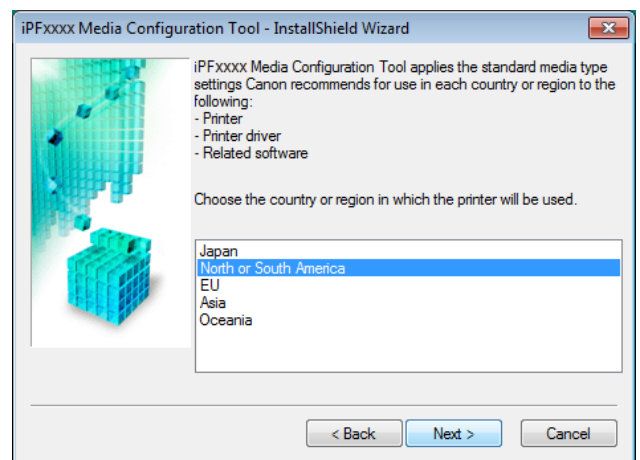 iPFxxxx Media Configuration Tool - InstallShield Wizard
iPFxxxx Media Configuration Tool applies the standard media type
settings Canon recommends for use in each country or region to the
following:
- Printer
- Printer driver
- Related software
Choose the country or region in which the printer will be used.
Japan
North or South America
EU
Asia
Oceania
< Back Next > Cancel